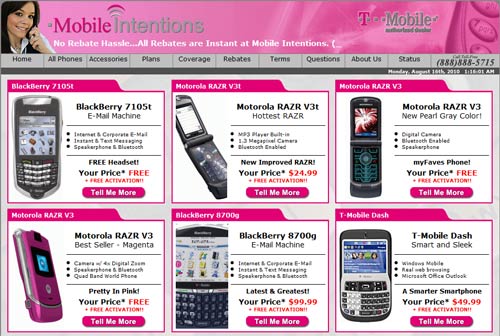 Mobile Intentions
T··Mobile·
authorized dealer
No Rebate Hassle...All Rebates are Instant at Mobile Intentions. (_
Call Toll Free
(888)888-5715
Home All Phones Accessories Plans Coverage Rebates Terms Questions About Us Status
Monday, August 16th, 2010 1:16:01 AM
BlackBerry 7105t
BlackBerry 7105t
E-Mail Machine
Internet & Corporate E-Mail
Instant & Text Messaging
Speakerphone & Bluetooth
FREE Headset!
Your Price* FREE
+ FREE ACTIVATION!!
Tell Me More
Motorola RAZR V3t
Motorola RAZR V3t
Hottest RAZR
MP3 Player Built-in
1.3 Megapixel Camera
Bluetooth Enabled
New Improved RAZR!
Your Price* $24.99
+ FREE ACTIVATION!!
Tell Me More
Motorola RAZR V3
Motorola RAZR V3
New Pearl Gray Color!
Digital Camera
Bluetooth Enabled
Speakerphone
myFaves Phone!
Your Price* FREE
+ FREE ACTIVATION!!
Tell Me More
Motorola RAZR V3
Motorola RAZR V3
Best Seller - Magenta
Camera w/ 4x Digital Zoom
Speakerphone & Bluetooth
Quad Band World Phone
Pretty In Pink!
Your Price* FREE
+ FREE ACTIVATION!!
Tell Me More
BlackBerry 8700g
BlackBerry 8700g
E-Mail Machine
Internet & Corporate E-Mail
Instant & Text Messaging
Speakerphone & Bluetooth
Latest & Greatest!
Your Price* $99.99
+ FREE ACTIVATION!!
Tell Me More
T-Mobile Dash
T-Mobile Dash
Smart and Sleek
Windows Mobile
Real web browsing
Microsoft Office Outlook
A Smarter Smartphone
Your Price* $49.99
+ FREE ACTIVATION!!
Tell Me More